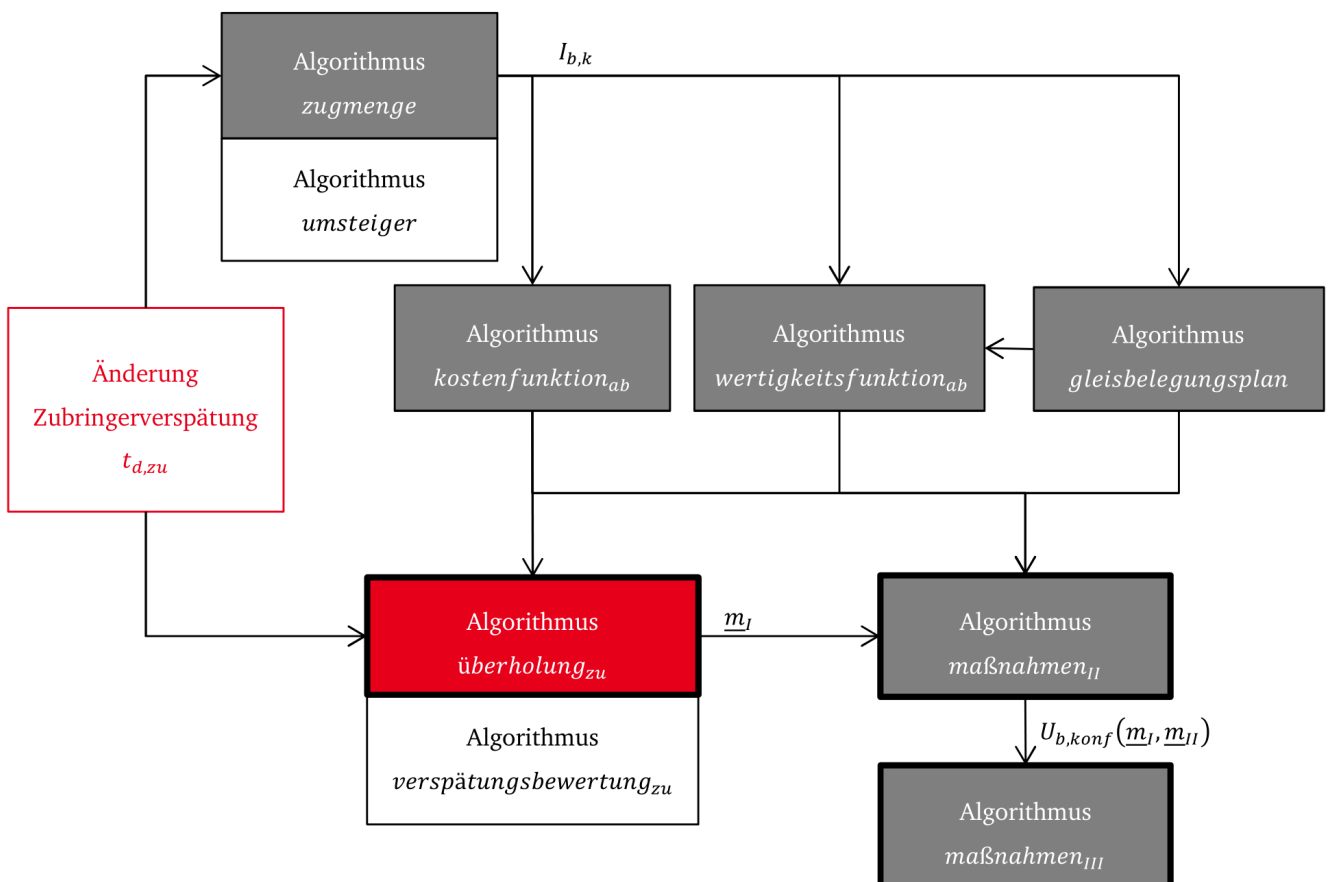 Algorithmus
zugmenge
I_{b,k}
Algorithmus
umsteiger
Änderung
Zubringerverspätung
t_{d,zu}
Algorithmus
kostenfunktion_{ab}
Algorithmus
wertigkeitsfunktion_{ab}
Algorithmus
gleisbelegungsplan
Algorithmus
überholung_{zu}
m_I
Algorithmus
maßnahmen_{II}
Algorithmus
verspätungsbewertung_{zu}
U_{b,konf}(m_I, m_{II})
Algorithmus
maßnahmen_{III}